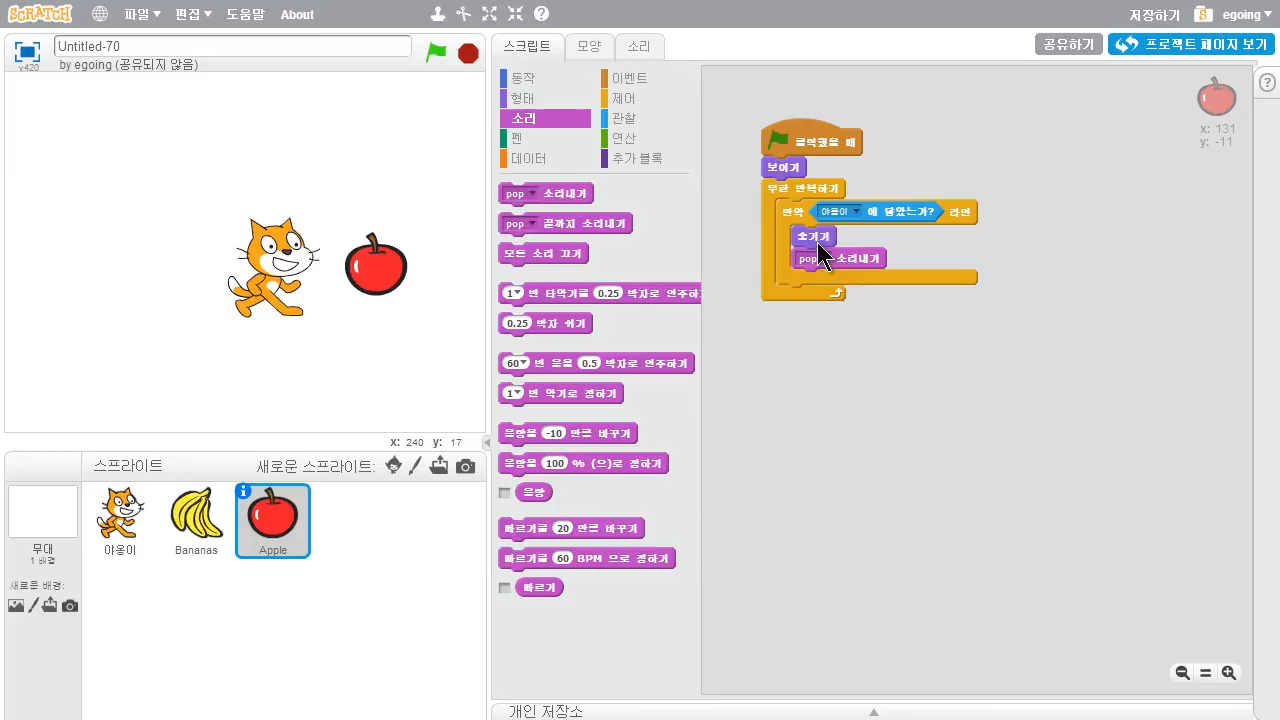 SCRATCH 파일 편집 도움말 About 저장하기 S egoing
v420
Untitled-70
by egoing (공유되지 않음)
스크립트 모양 소리 공유하기 프로젝트 페이지 보기
동작 이벤트
형태 제어
소리 관찰
펜 연산
데이터 추가 블록
pop 소리내기
pop 끝까지 소리내기
모든 소리 끄기
1 번 타악기를 0.25 박자로 연주하기
0.25 박자 쉬기
60 번 음을 0.5 박자로 연주하기
1 번 악기로 정하기
음량을 -10 만큼 바꾸기
음량을 100 % (으)로 정하기
음량
빠르기를 20 만큼 바꾸기
빠르기를 60 BPM 으로 정하기
빠르기
클릭했을 때
보이기
무한 반복하기
만약 야옹이 에 닿았는가? 라면
숨기기
pop 소리내기
x: 131
y: -11
x: 240 y: 17
스프라이트 새로운 스프라이트:
무대
1 배경
새로운 배경:
야옹이 Bananas Apple
개인 저장소